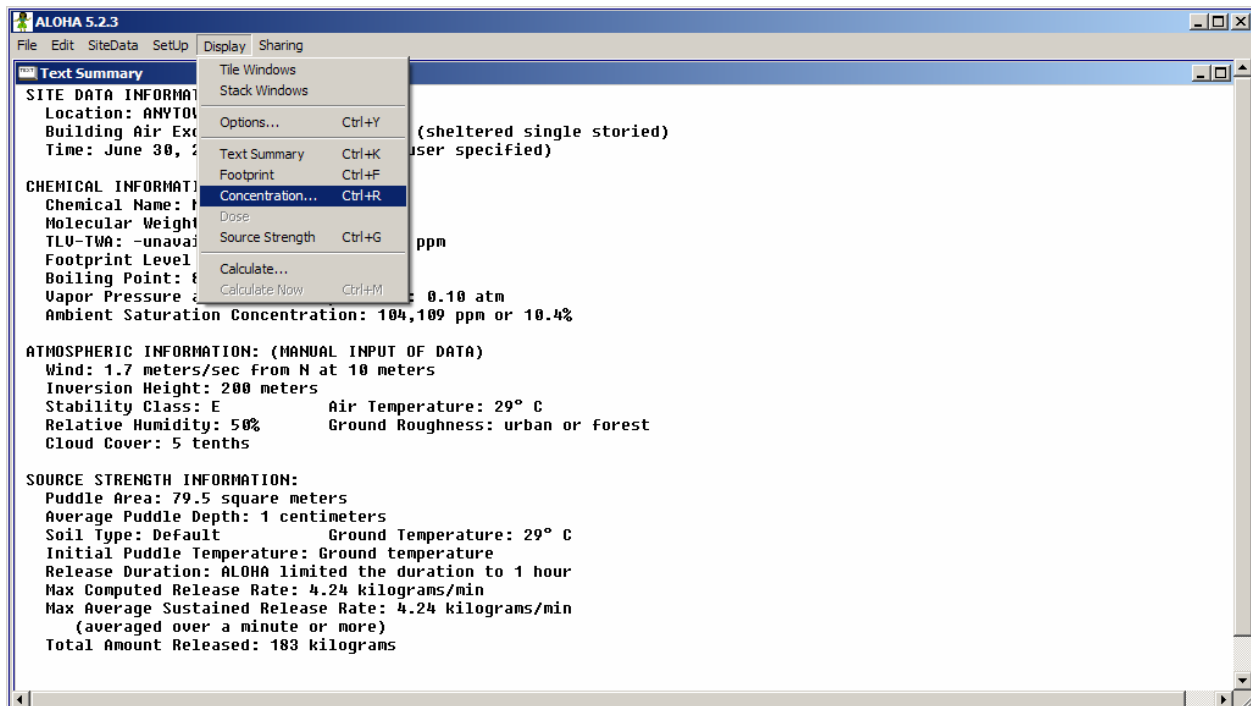 ALOHA 5.2.3
File Edit SiteData SetUp Display Sharing
Text Summary
Tile Windows
Stack Windows
Options... Ctrl+Y
Text Summary Ctrl+K
Footprint Ctrl+F
Concentration... Ctrl+R
Dose
Source Strength Ctrl+G
Calculate...
Calculate Now Ctrl+M
SITE DATA INFORMAT
Location: ANYTOW
Building Air Exc (sheltered single storied)
Time: June 30, 2 user specified)
CHEMICAL INFORMATI
Chemical Name:
Molecular Weight
TLV-TWA: -unavai ppm
Footprint Level
Boiling Point: 8
Vapor Pressure a : 0.10 atm
Ambient Saturation Concentration: 104,109 ppm or 10.4%
ATMOSPHERIC INFORMATION: (MANUAL INPUT OF DATA)
Wind: 1.7 meters/sec from N at 10 meters
Inversion Height: 200 meters
Stability Class: E Air Temperature: 29° C
Relative Humidity: 50% Ground Roughness: urban or forest
Cloud Cover: 5 tenths
SOURCE STRENGTH INFORMATION:
Puddle Area: 79.5 square meters
Average Puddle Depth: 1 centimeters
Soil Type: Default Ground Temperature: 29° C
Initial Puddle Temperature: Ground temperature
Release Duration: ALOHA limited the duration to 1 hour
Max Computed Release Rate: 4.24 kilograms/min
Max Average Sustained Release Rate: 4.24 kilograms/min
(averaged over a minute or more)
Total Amount Released: 183 kilograms